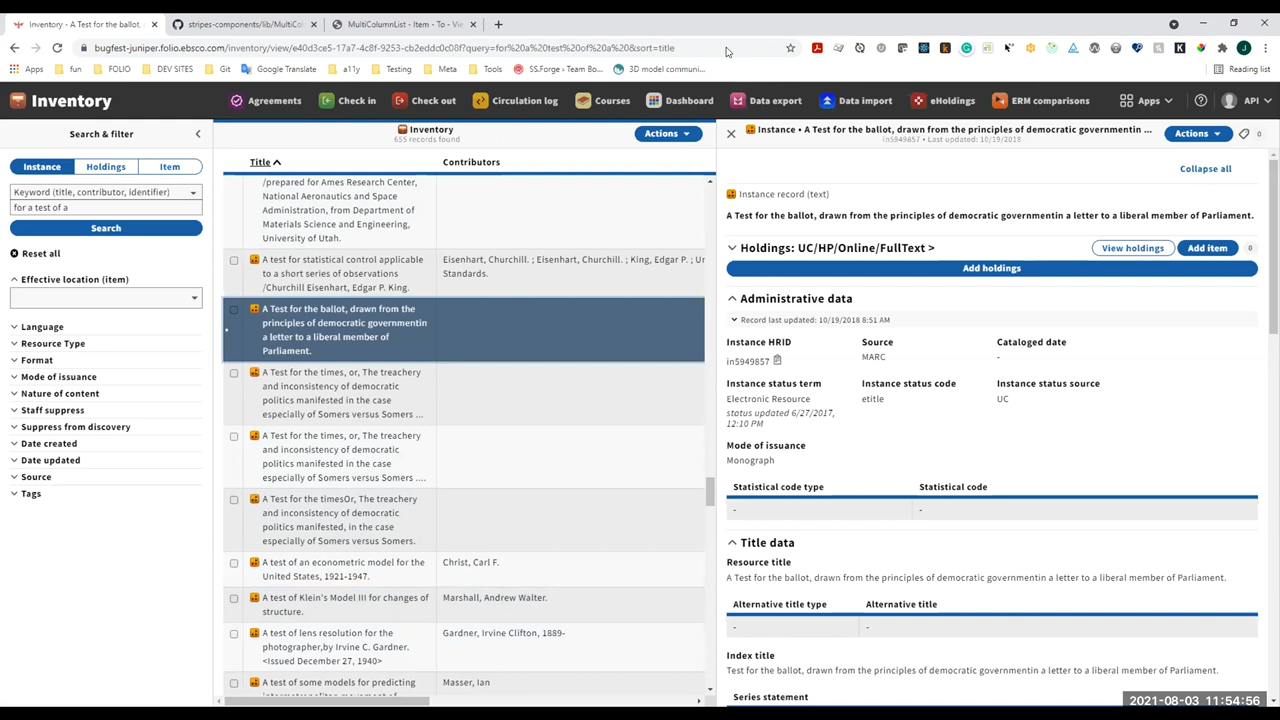 Inventory - A Test for the ballot, 
stripes-components/lib/MultiCol
MultiColumnList - Item - To - Vie
bugfest-juniper.folio.ebsco.com/inventory/view/e40d3ce5-17a7-4c8f-9253-cb2eddc0c08f?query=for%20a%20test%20of%20a%20&sort=title
Apps
fun
FOLIO
DEV SITES
Git
Google Translate
a11y
Testing
Meta
Tools
SS.Forge > Team Bo...
3D model communi...
Reading list
Inventory
Agreements
Check in
Check out
Circulation log
Courses
Dashboard
Data export
Data import
eHoldings
ERM comparisons
Apps
API
Search & filter
Instance
Holdings
Item
Keyword (title, contributor, identifier)
for a test of a
Search
Reset all
Effective location (item)
Language
Resource Type
Format
Mode of issuance
Nature of content
Staff suppress
Suppress from discovery
Date created
Date updated
Source
Tags
Inventory
655 records found
Actions
Title
Contributors
/prepared for Ames Research Center,
National Aeronautics and Space
Administration, from Department of
Materials Science and Engineering,
University of Utah.
A test for statistical control applicable
to a short series of observations
/Churchill Eisenhart, Edgar P. King.
Eisenhart, Churchill. ; Eisenhart, Churchill. ; King, Edgar P. ; Un
Standards.
A Test for the ballot, drawn from the
principles of democratic governmentin
a letter to a liberal member of
Parliament.
A Test for the times, or, The treachery
and inconsistency of democratic
politics manifested in the case
especially of Somers versus Somers ...
A Test for the times, or, The treachery
and inconsistency of democratic
politics manifested in the case
especially of Somers versus Somers ....
A Test for the timesOr, The treachery
and inconsistency of democratic
politics manifested, in the case
especially of Somers versus Somers.
A test of an econometric model for the
United States, 1921-1947.
Christ, Carl F.
A test of Klein's Model III for changes of
structure.
Marshall, Andrew Walter.
A test of lens resolution for the
photographer,by Irvine C. Gardner.
<Issued December 27, 1940>
Gardner, Irvine Clifton, 1889-
A test of some models for predicting
Masser, Ian
Instance • A Test for the ballot, drawn from the principles of democratic governmentin ...
in5949857 • Last updated: 10/19/2018
Actions
0
Collapse all
Instance record (text)
A Test for the ballot, drawn from the principles of democratic governmentin a letter to a liberal member of Parliament.
Holdings: UC/HP/Online/FullText >
View holdings
Add item
0
Add holdings
Administrative data
Record last updated: 10/19/2018 8:51 AM
Instance HRID
in5949857
Source
MARC
Cataloged date
-
Instance status term
Electronic Resource
status updated 6/27/2017,
12:10 PM
Instance status code
etitle
Instance status source
UC
Mode of issuance
Monograph
Statistical code type
Statistical code
-
-
Title data
Resource title
A Test for the ballot, drawn from the principles of democratic governmentin a letter to a liberal member of Parliament.
Alternative title type
Alternative title
-
-
Index title
Test for the ballot, drawn from the principles of democratic governmentin a letter to a liberal member of Parliament.
Series statement
2021-08-03 11:54:56